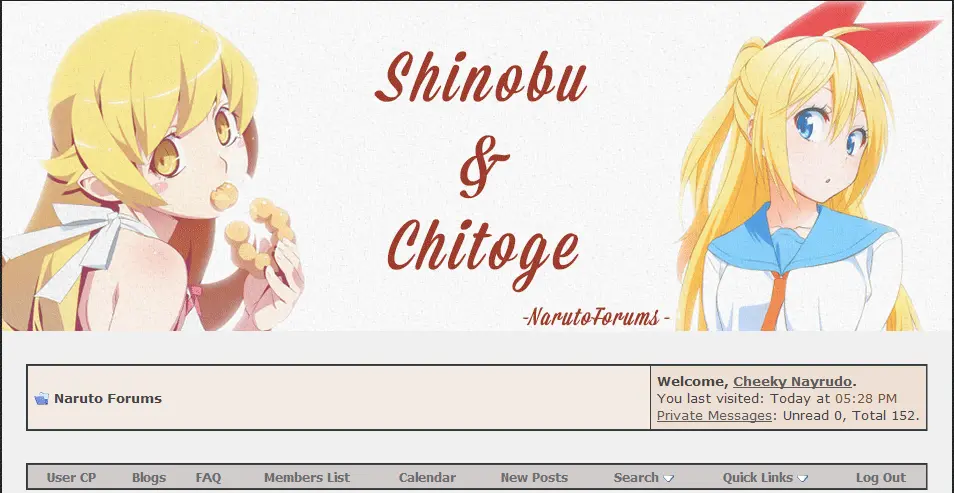 Shinobu
&
Chitoge
-NarutoForums -
Naruto Forums
Welcome, Cheeky Nayrudo.
You last visited: Today at 05:28 PM
Private Messages: Unread 0, Total 152.
User CP Blogs FAQ Members List Calendar New Posts Search Quick Links Log Out